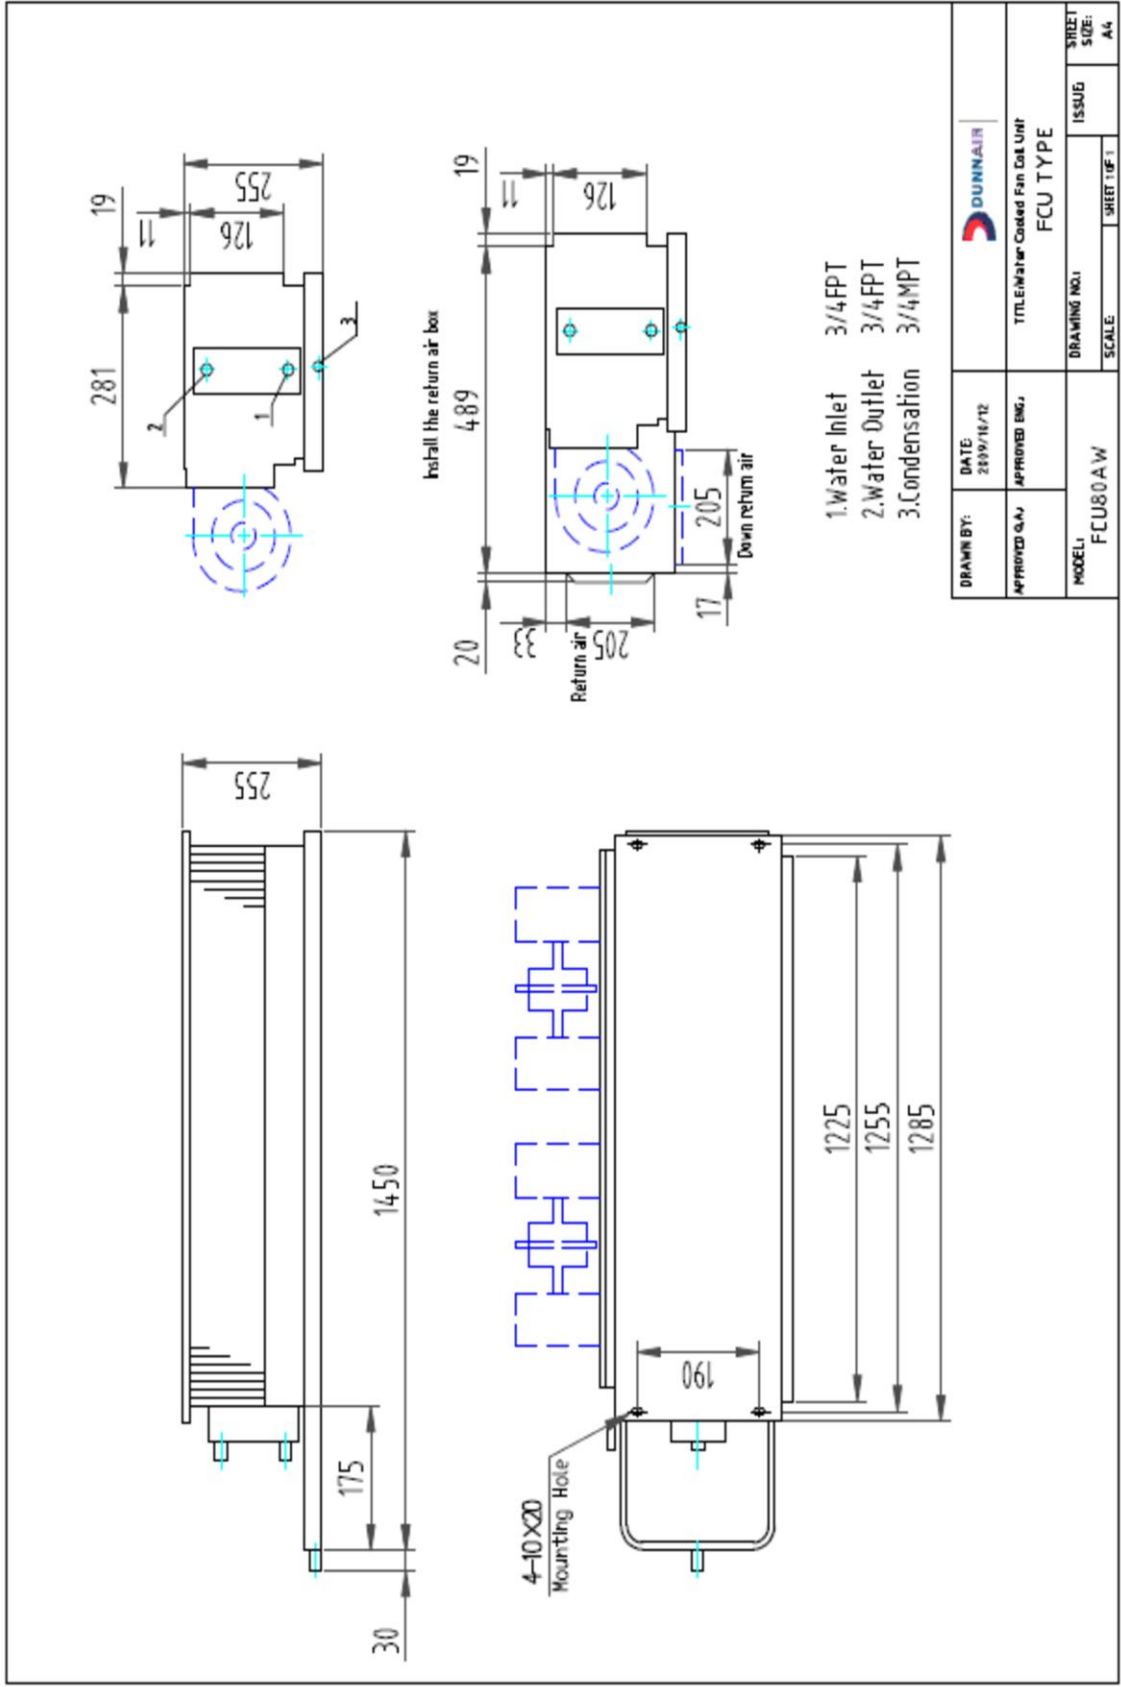 255
1450
175
30
4-10X20
Mounting Hole
190
1225
1255
1285
281
19
11
126
255
2
1
3
Install the return air box
489
19
11
126
20
33
205
Return air
17
205
Down return air
1.Water Inlet 3/4FPT
2.Water Outlet 3/4FPT
3.Condensation 3/4MPT
DRAWN BY:
DATE:
2009/10/12
DUNNAIR
APPROVED Q.A.:
APPROVED ENG.:
TITLE:Water Cooled Fan Coil Unit
FCU TYPE
MODEL:
FCU80AW
DRAWING NO.:
ISSUE:
SHEET SIZE:
A4
SCALE:
SHEET 1 OF 1